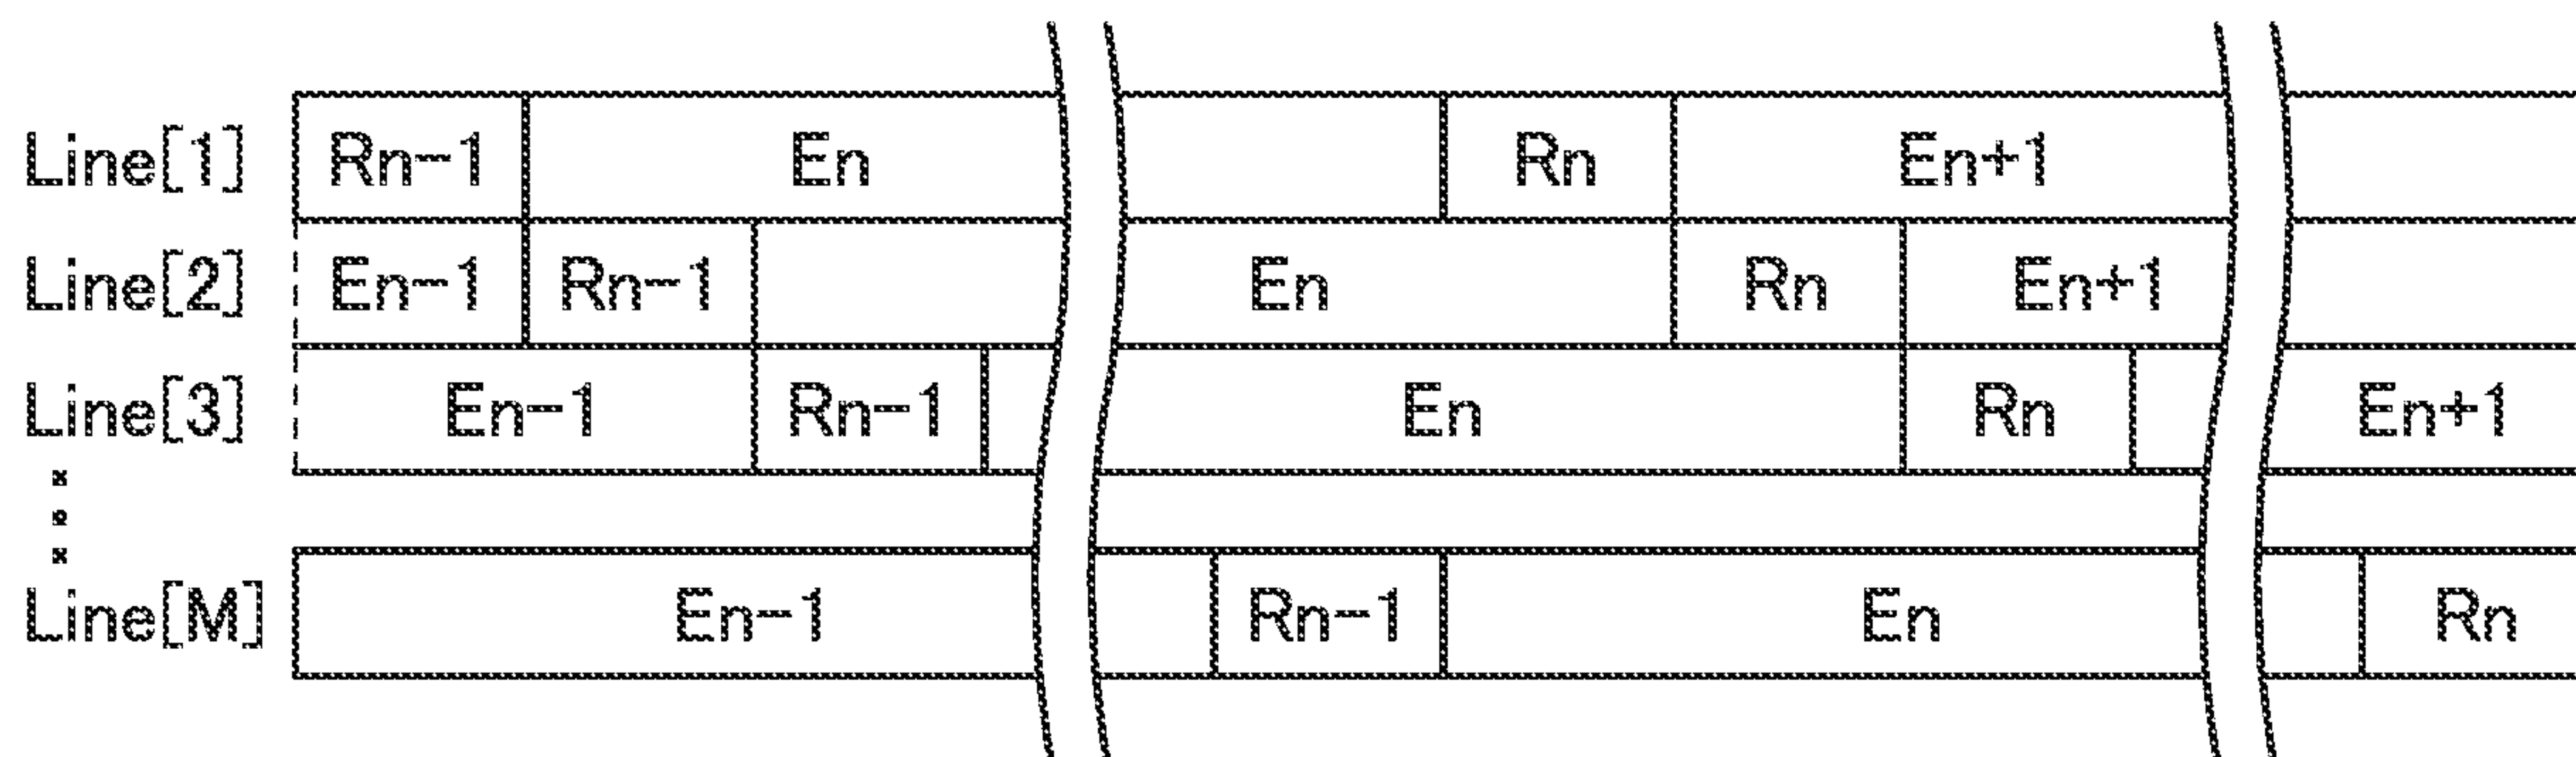 Line[1] Rn-1 En Rn En+1
Line[2] En-1 Rn-1 En Rn En+1
Line[3] En-1 Rn-1 En Rn En+1
Line[M] En-1 Rn-1 En Rn